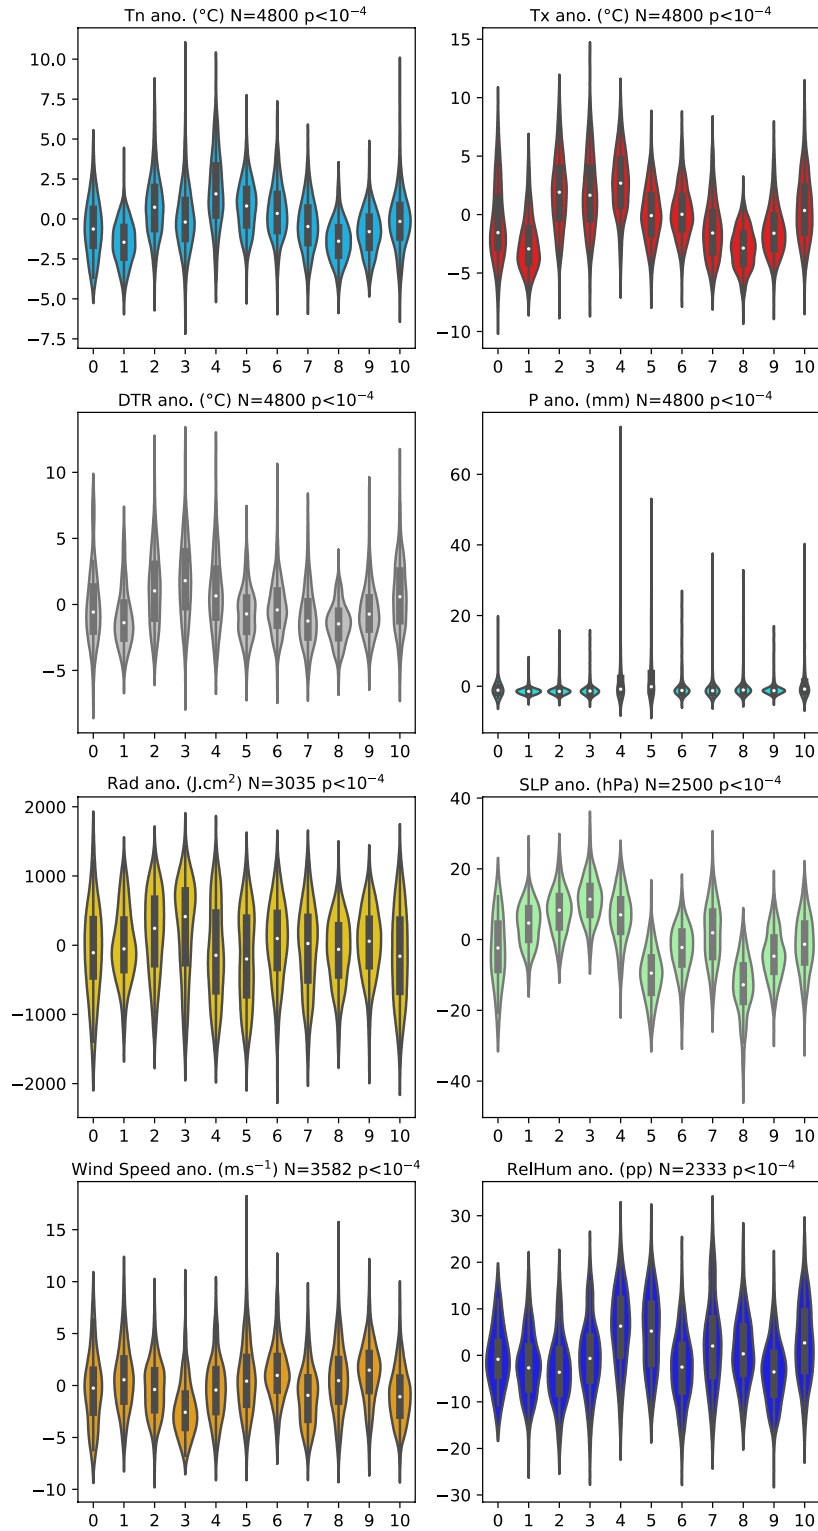 Tn ano. (°C) N=4800 p<10⁻⁴
10.0
7.5
5.0
2.5
0.0
−2.5
−5.0
−7.5
0 1 2 3 4 5 6 7 8 9 10
Tx ano. (°C) N=4800 p<10⁻⁴
15
10
5
0
−5
−10
0 1 2 3 4 5 6 7 8 9 10
DTR ano. (°C) N=4800 p<10⁻⁴
10
5
0
−5
0 1 2 3 4 5 6 7 8 9 10
P ano. (mm) N=4800 p<10⁻⁴
60
40
20
0
0 1 2 3 4 5 6 7 8 9 10
Rad ano. (J.cm²) N=3035 p<10⁻⁴
2000
1000
0
−1000
−2000
0 1 2 3 4 5 6 7 8 9 10
SLP ano. (hPa) N=2500 p<10⁻⁴
40
20
0
−20
−40
0 1 2 3 4 5 6 7 8 9 10
Wind Speed ano. (m.s⁻¹) N=3582 p<10⁻⁴
15
10
5
0
−5
−10
0 1 2 3 4 5 6 7 8 9 10
RelHum ano. (pp) N=2333 p<10⁻⁴
30
20
10
0
−10
−20
−30
0 1 2 3 4 5 6 7 8 9 10